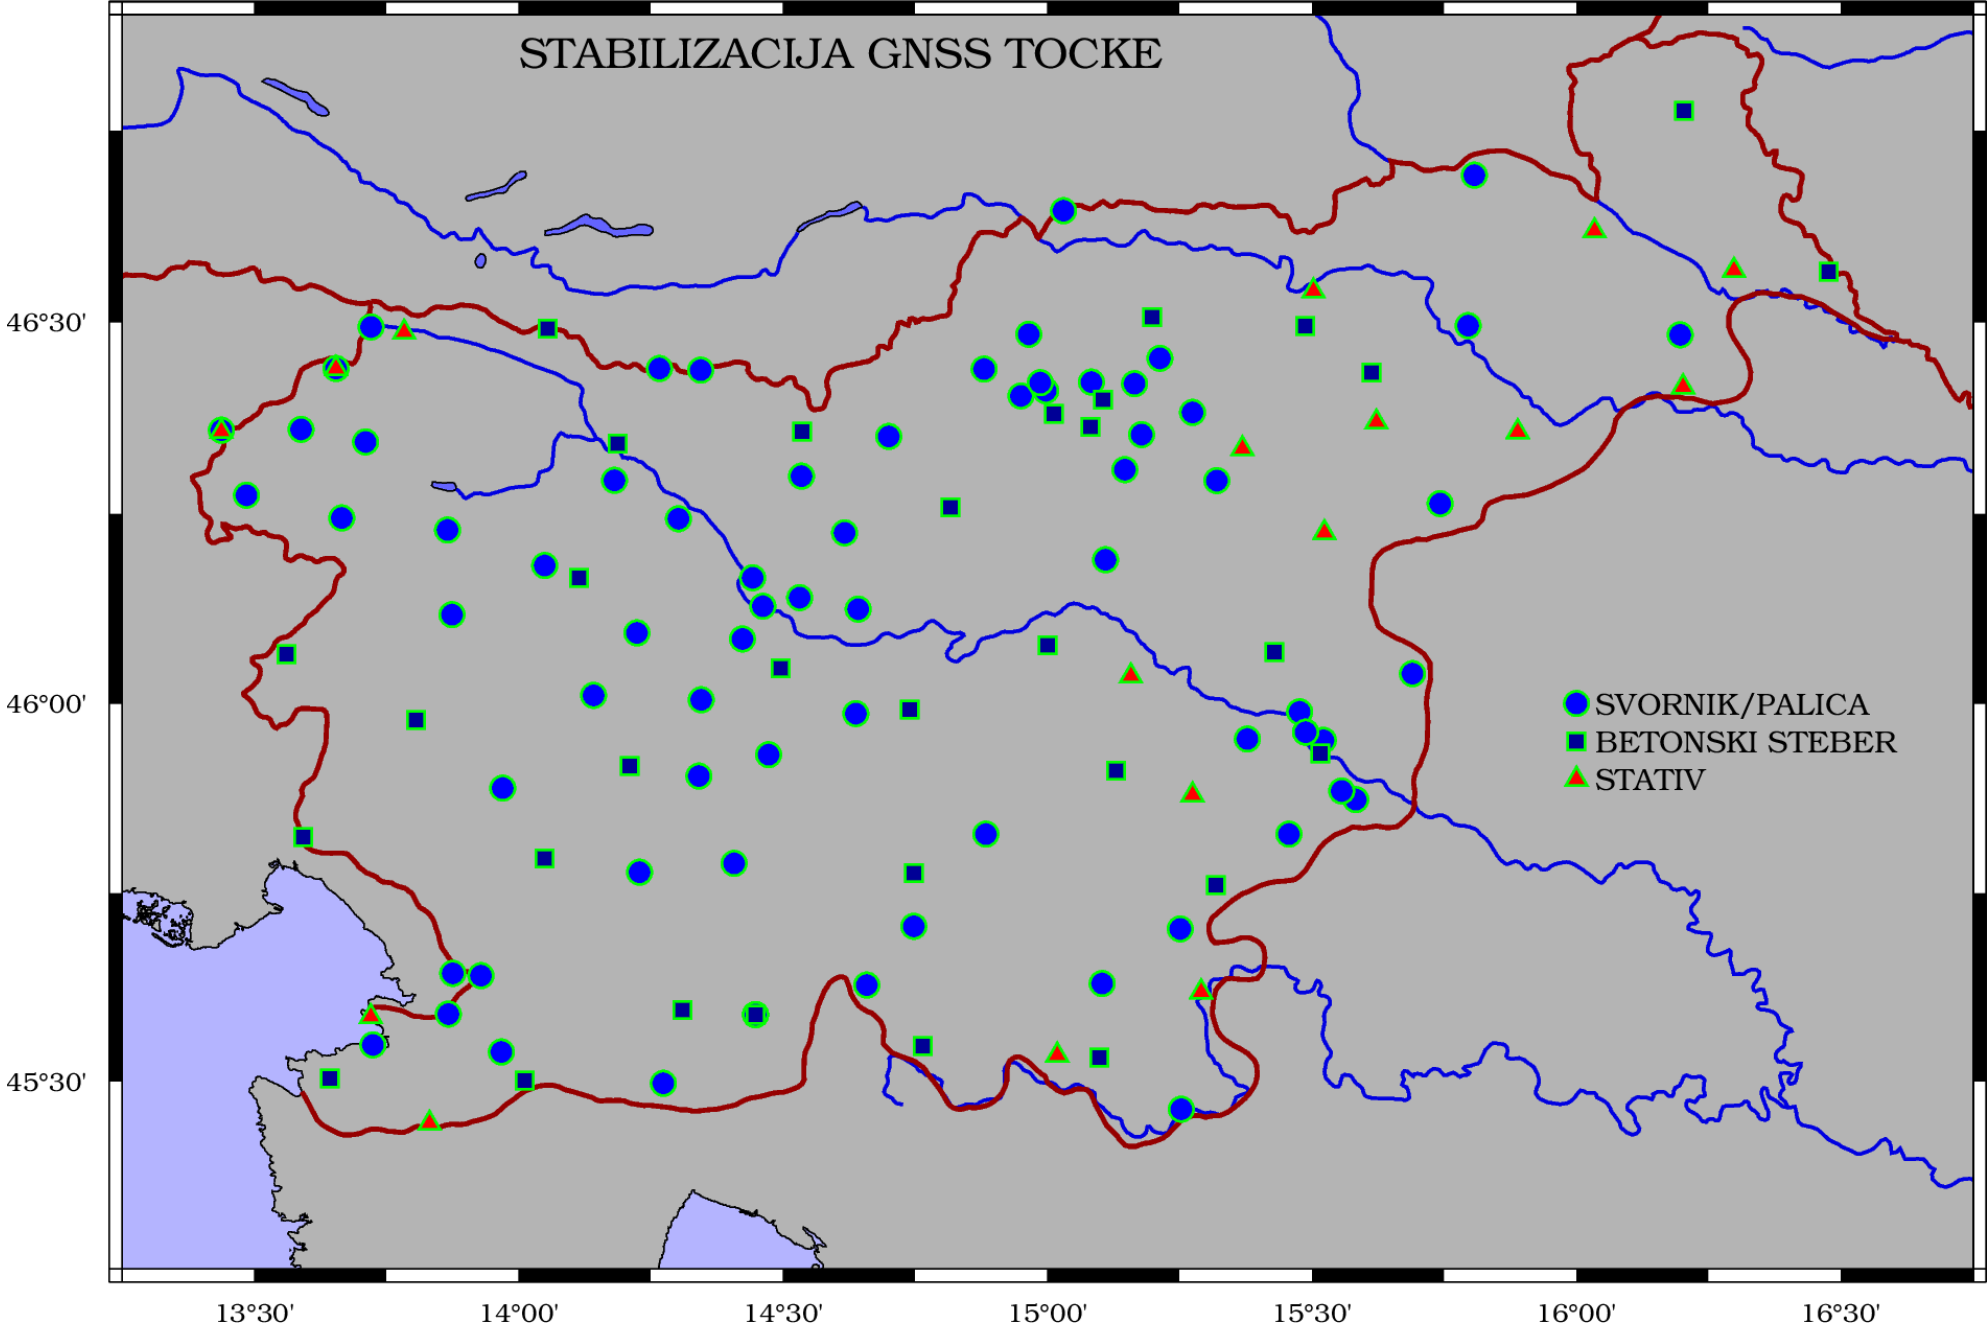 STABILIZACIJA GNSS TOCKE
46°30'
46°00'
SVORNIK/PALICA
BETONSKI STEBER
STATIV
45°30'
13°30' 14°00' 14°30' 15°00' 15°30' 16°00' 16°30'